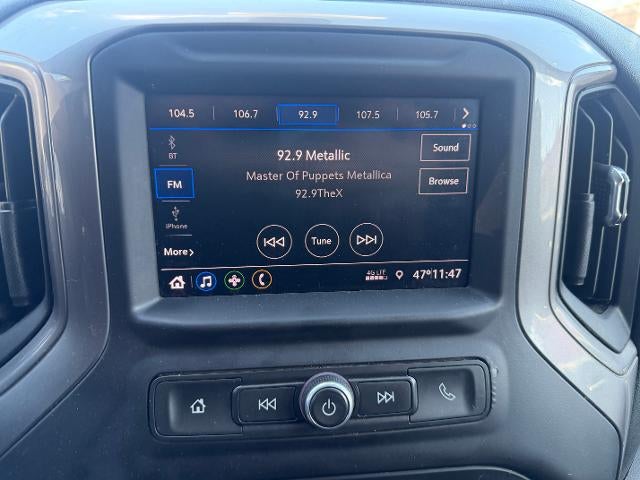 104.5 106.7 92.9 107.5 105.7
92.9 Metallic
Sound
BT
Master Of Puppets Metallica
FM
Browse
92.9TheX
iPhone
Tune
More
4G LTE 47° 11:47